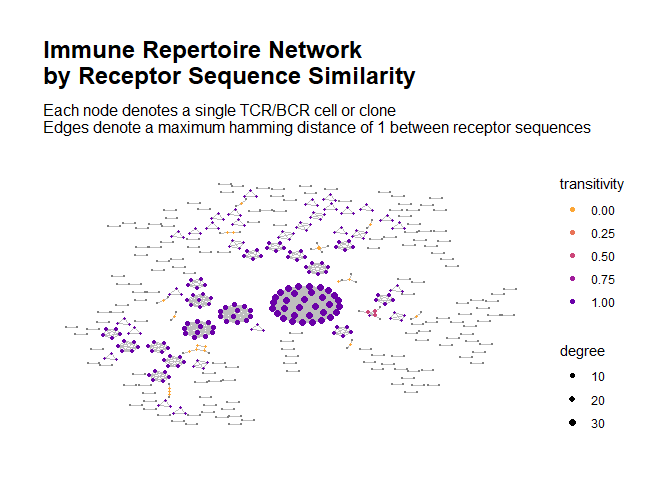 Immune Repertoire Network
by Receptor Sequence Similarity
Each node denotes a single TCR/BCR cell or clone
Edges denote a maximum hamming distance of 1 between receptor sequences
transitivity
0.00
0.25
0.50
0.75
1.00
degree
10
20
30